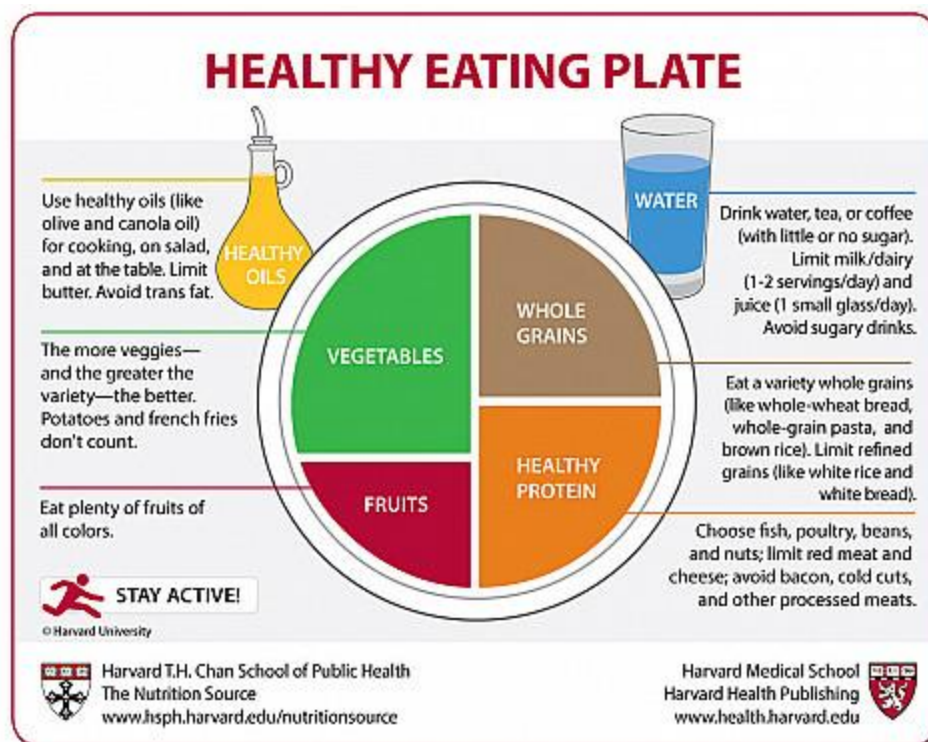 HEALTHY EATING PLATE
Use healthy oils (like
olive and canola oil)
for cooking, on salad,
and at the table. Limit
butter. Avoid trans fat.
HEALTHY
OILS
The more veggies—
and the greater the
variety—the better.
Potatoes and french fries
don't count.
Eat plenty of fruits of
all colors.
VEGETABLES
FRUITS
WHOLE
GRAINS
HEALTHY
PROTEIN
WATER
Drink water, tea, or coffee
(with little or no sugar).
Limit milk/dairy
(1-2 servings/day) and
juice (1 small glass/day).
Avoid sugary drinks.
Eat a variety whole grains
(like whole-wheat bread,
whole-grain pasta, and
brown rice). Limit refined
grains (like white rice and
white bread).
Choose fish, poultry, beans,
and nuts; limit red meat and
cheese; avoid bacon, cold cuts,
and other processed meats.
STAY ACTIVE!
© Harvard University
Harvard T.H. Chan School of Public Health
The Nutrition Source
www.hsph.harvard.edu/nutritionsource
Harvard Medical School
Harvard Health Publishing
www.health.harvard.edu